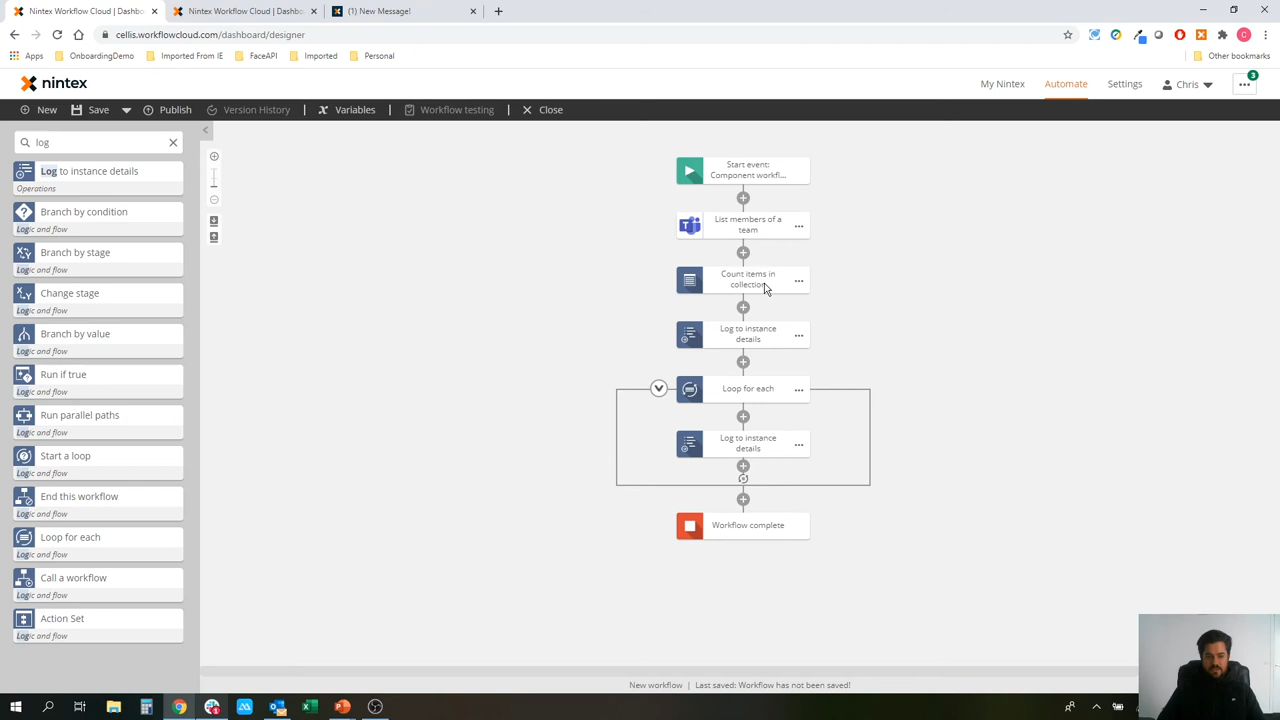 Nintex Workflow Cloud | Dashbo
Nintex Workflow Cloud | Dashbo
(1) New Message!
cellis.workflowcloud.com/dashboard/designer
Apps
OnboardingDemo
Imported From IE
FaceAPI
Imported
Personal
Other bookmarks
nintex
My Nintex
Automate
Settings
Chris
3
New
Save
Publish
Version History
Variables
Workflow testing
Close
log
Log to instance details
Operations
Branch by condition
Logic and flow
Branch by stage
Logic and flow
Change stage
Logic and flow
Branch by value
Logic and flow
Run if true
Logic and flow
Run parallel paths
Logic and flow
Start a loop
Logic and flow
End this workflow
Logic and flow
Loop for each
Logic and flow
Call a workflow
Logic and flow
Action Set
Logic and flow
Start event:
Component workfl...
List members of a
team
Count items in
collection
Log to instance
details
Loop for each
Log to instance
details
Workflow complete
New workflow | Last saved: Workflow has not been saved!